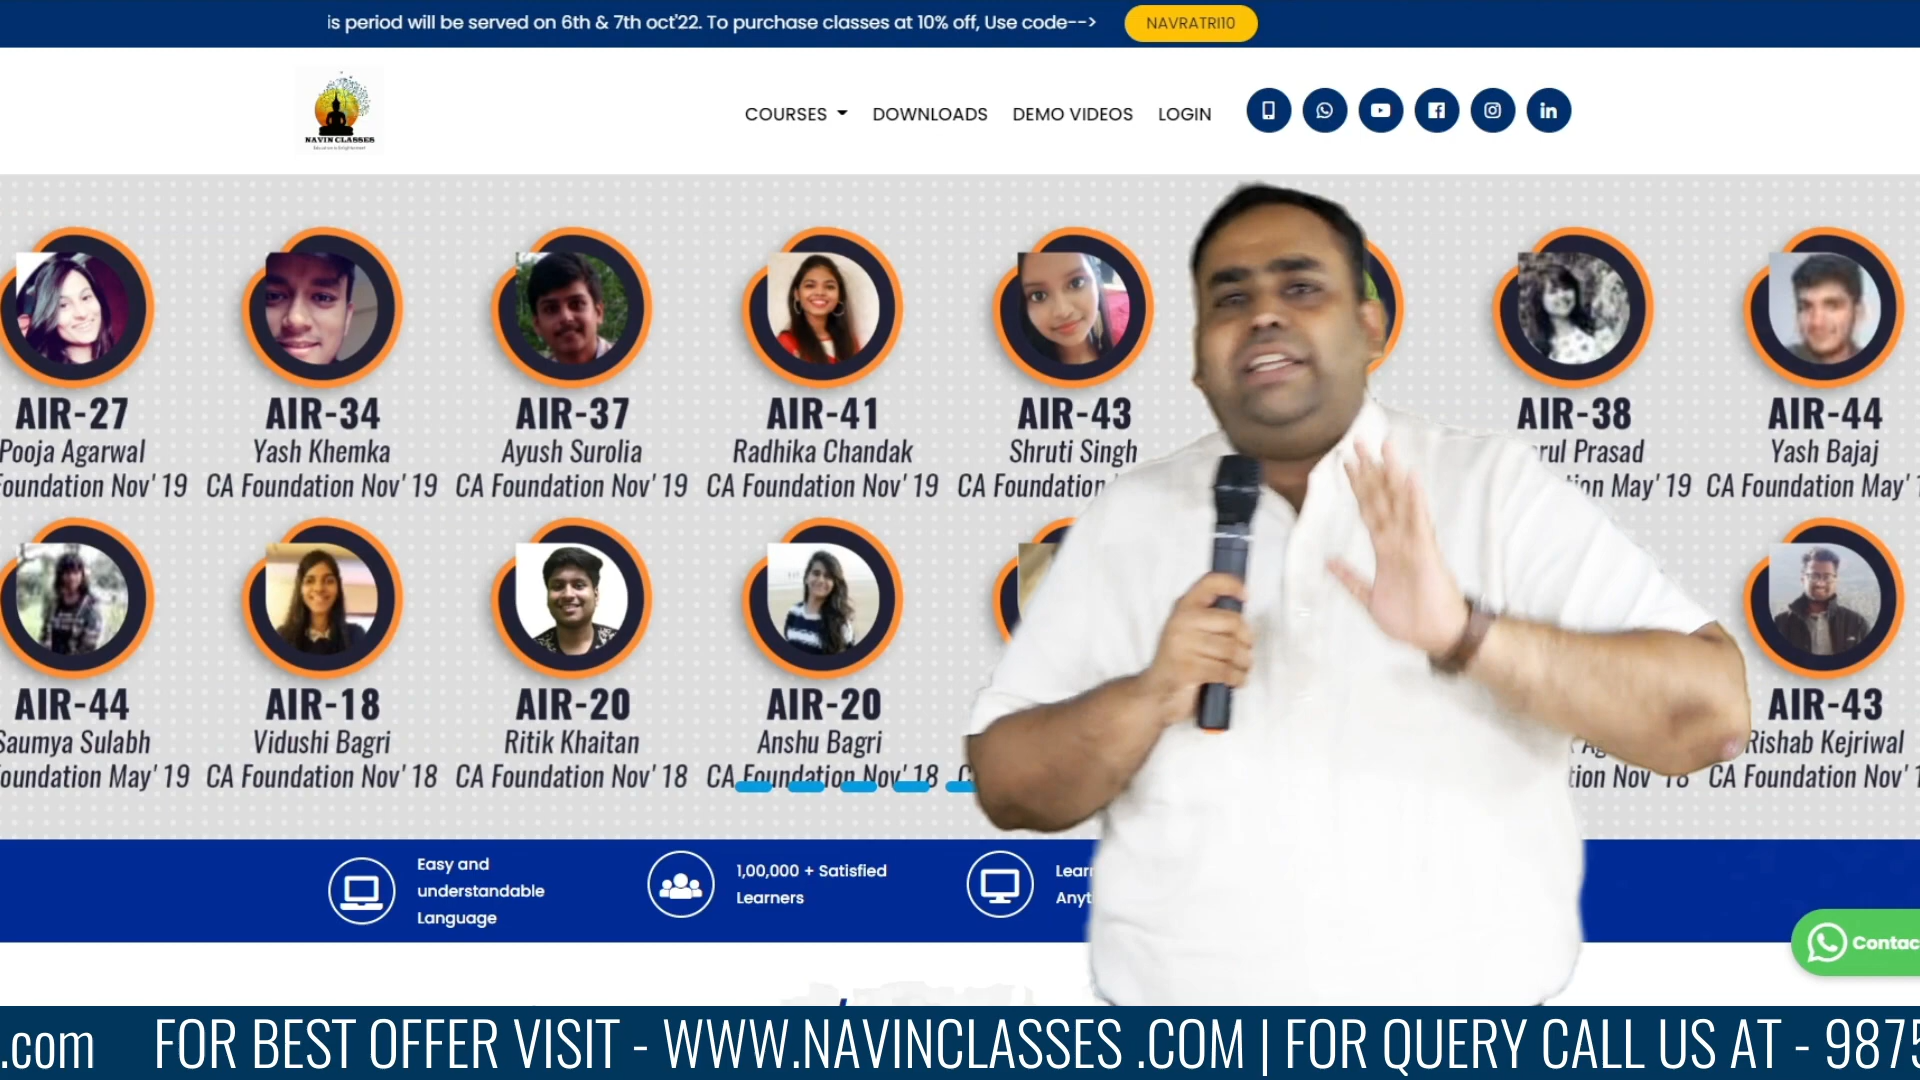 is period will be served on 6th & 7th oct'22. To purchase classes at 10% off, Use code--> NAVRATRI10
NAVIN CLASSES
COURSES DOWNLOADS DEMO VIDEOS LOGIN
AIR-27 AIR-34 AIR-37 AIR-41 AIR-43 AIR-38 AIR-44
Pooja Agarwal Yash Khemka Ayush Surolia Radhika Chandak Shruti Singh Prasad Yash Bajaj
Nov' 19 CA Foundation Nov' 19 CA Foundation Nov' 19 CA Foundation Nov' 19 CA Foundation May' 19 CA Foundation May'
AIR-44 AIR-18 AIR-20 AIR-20 AIR-43
Saumya Sulabh Vidushi Bagri Ritik Khaitan Anshu Bagri Rishab Kejriwal
May' 19 CA Foundation Nov' 18 CA Foundation Nov' 18 CA Foundation Nov' 18 Nov 18 CA Foundation Nov'
Easy and
understandable
Language
1,00,000 + Satisfied
Learners
.com FOR BEST OFFER VISIT - WWW.NAVINCLASSES .COM | FOR QUERY CALL US AT - 987